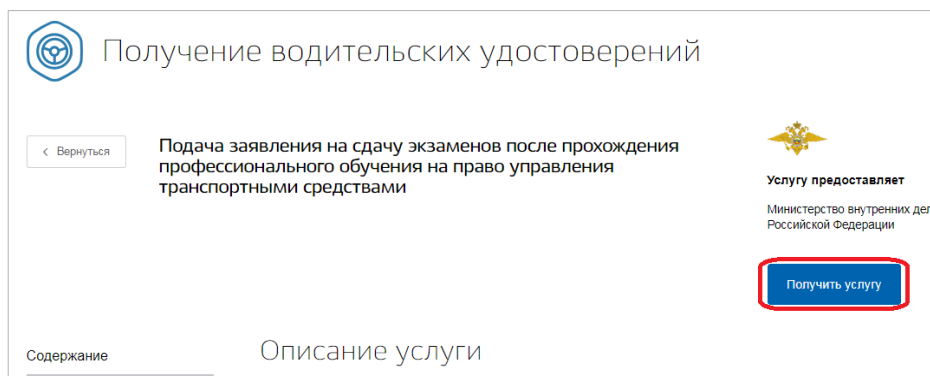 Получение водительских удостоверений
Вернуться
Подача заявления на сдачу экзаменов после прохождения
профессионального обучения на право управления
транспортными средствами
Услугу предоставляет
Министерство внутренних дел
Российской Федерации
Получить услугу
Содержание
Описание услуги